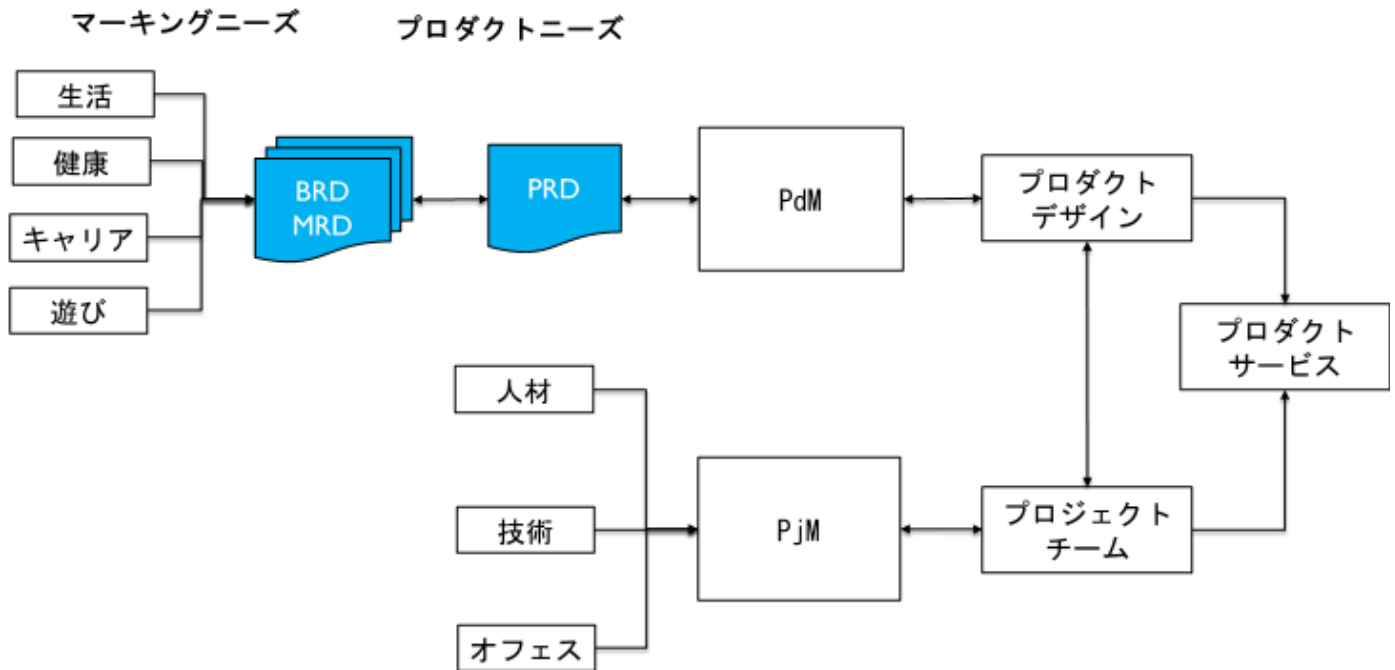 マーキングニーズ
プロダクトニーズ
生活
健康
キャリア
遊び
BRD
MRD
PRD
PdM
プロダクト
デザイン
プロダクト
サービス
人材
技術
オフェス
PjM
プロジェクト
チーム